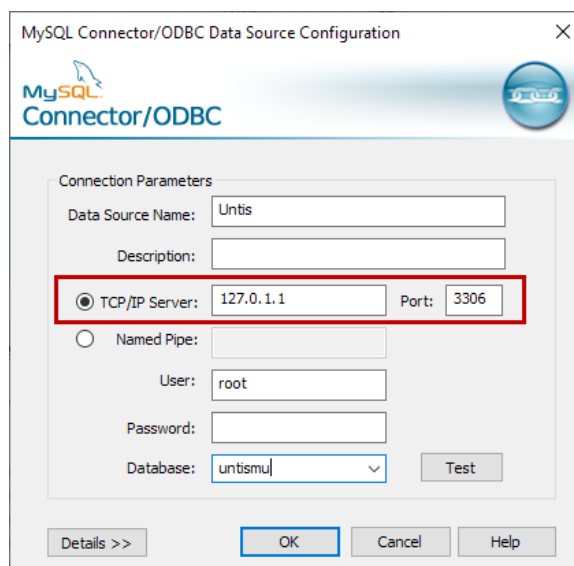 MySQL Connector/ODBC Data Source Configuration
MySQL
Connector/ODBC
Connection Parameters
Data Source Name: Untis
Description:
TCP/IP Server: 127.0.1.1 Port: 3306
Named Pipe:
User: root
Password:
Database: untismu Test
Details >> OK Cancel Help